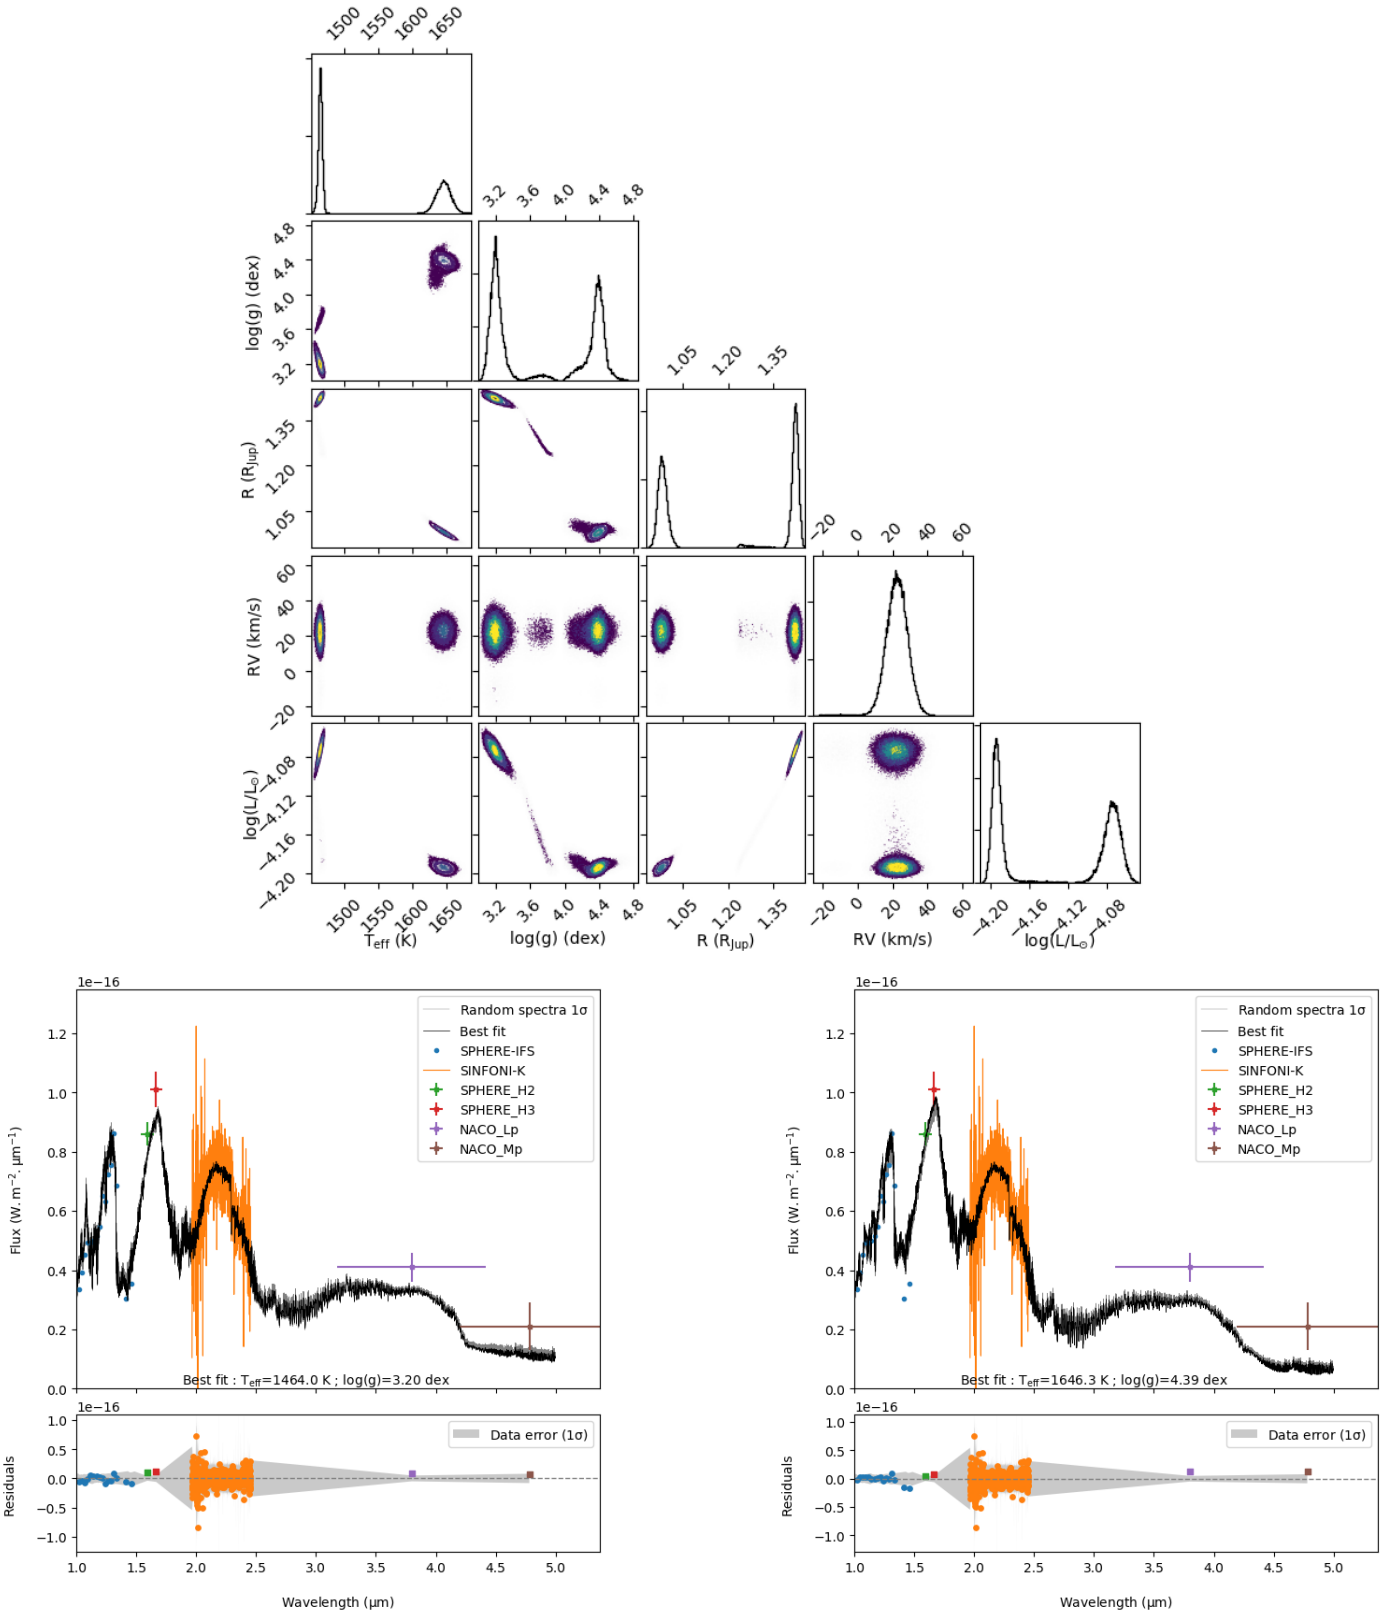 1500 1550 1600 1650
3.2 3.6 4.0 4.4 4.8
4.8
4.4
4.0
3.6
3.2
log(g) (dex)
1.05 1.20 1.35
1.35
1.20
1.05
R (R_Jup)
−20 0 20 40 60
60
40
20
0
−20
RV (km/s)
−4.08
−4.12
−4.16
−4.20
log(L/L☉)
1500 1550 1600 1650
3.2 3.6 4.0 4.4 4.8
1.05 1.20 1.35
−20 0 20 40 60
−4.20 −4.16 −4.12 −4.08
T_eff (K)
log(g) (dex)
R (R_Jup)
RV (km/s)
log(L/L☉)
1e−16
1.2
1.0
0.8
0.6
0.4
0.2
0.0
Flux (W. m⁻². μm⁻¹)
Random spectra 1σ
Best fit
SPHERE-IFS
SINFONI-K
SPHERE_H2
SPHERE_H3
NACO_Lp
NACO_Mp
Best fit : T_eff=1464.0 K ; log(g)=3.20 dex
1e−16
1.0
0.5
0.0
−0.5
−1.0
Residuals
Data error (1σ)
1.0 1.5 2.0 2.5 3.0 3.5 4.0 4.5 5.0
Wavelength (μm)
1e−16
1.2
1.0
0.8
0.6
0.4
0.2
0.0
Flux (W. m⁻². μm⁻¹)
Random spectra 1σ
Best fit
SPHERE-IFS
SINFONI-K
SPHERE_H2
SPHERE_H3
NACO_Lp
NACO_Mp
Best fit : T_eff=1646.3 K ; log(g)=4.39 dex
1e−16
1.0
0.5
0.0
−0.5
−1.0
Residuals
Data error (1σ)
1.0 1.5 2.0 2.5 3.0 3.5 4.0 4.5 5.0
Wavelength (μm)